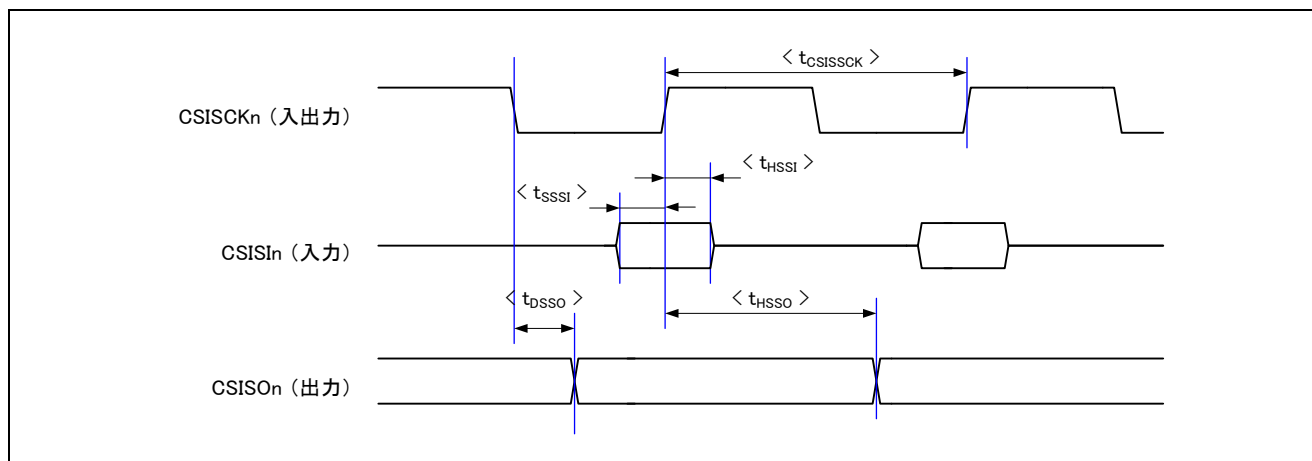 < tCSISSCK >
CSISCKn (入出力)
< tHSSI >
< tSSSI >
CSISIn (入力)
< tDSSO >
< tHSSO >
CSISOn (出力)